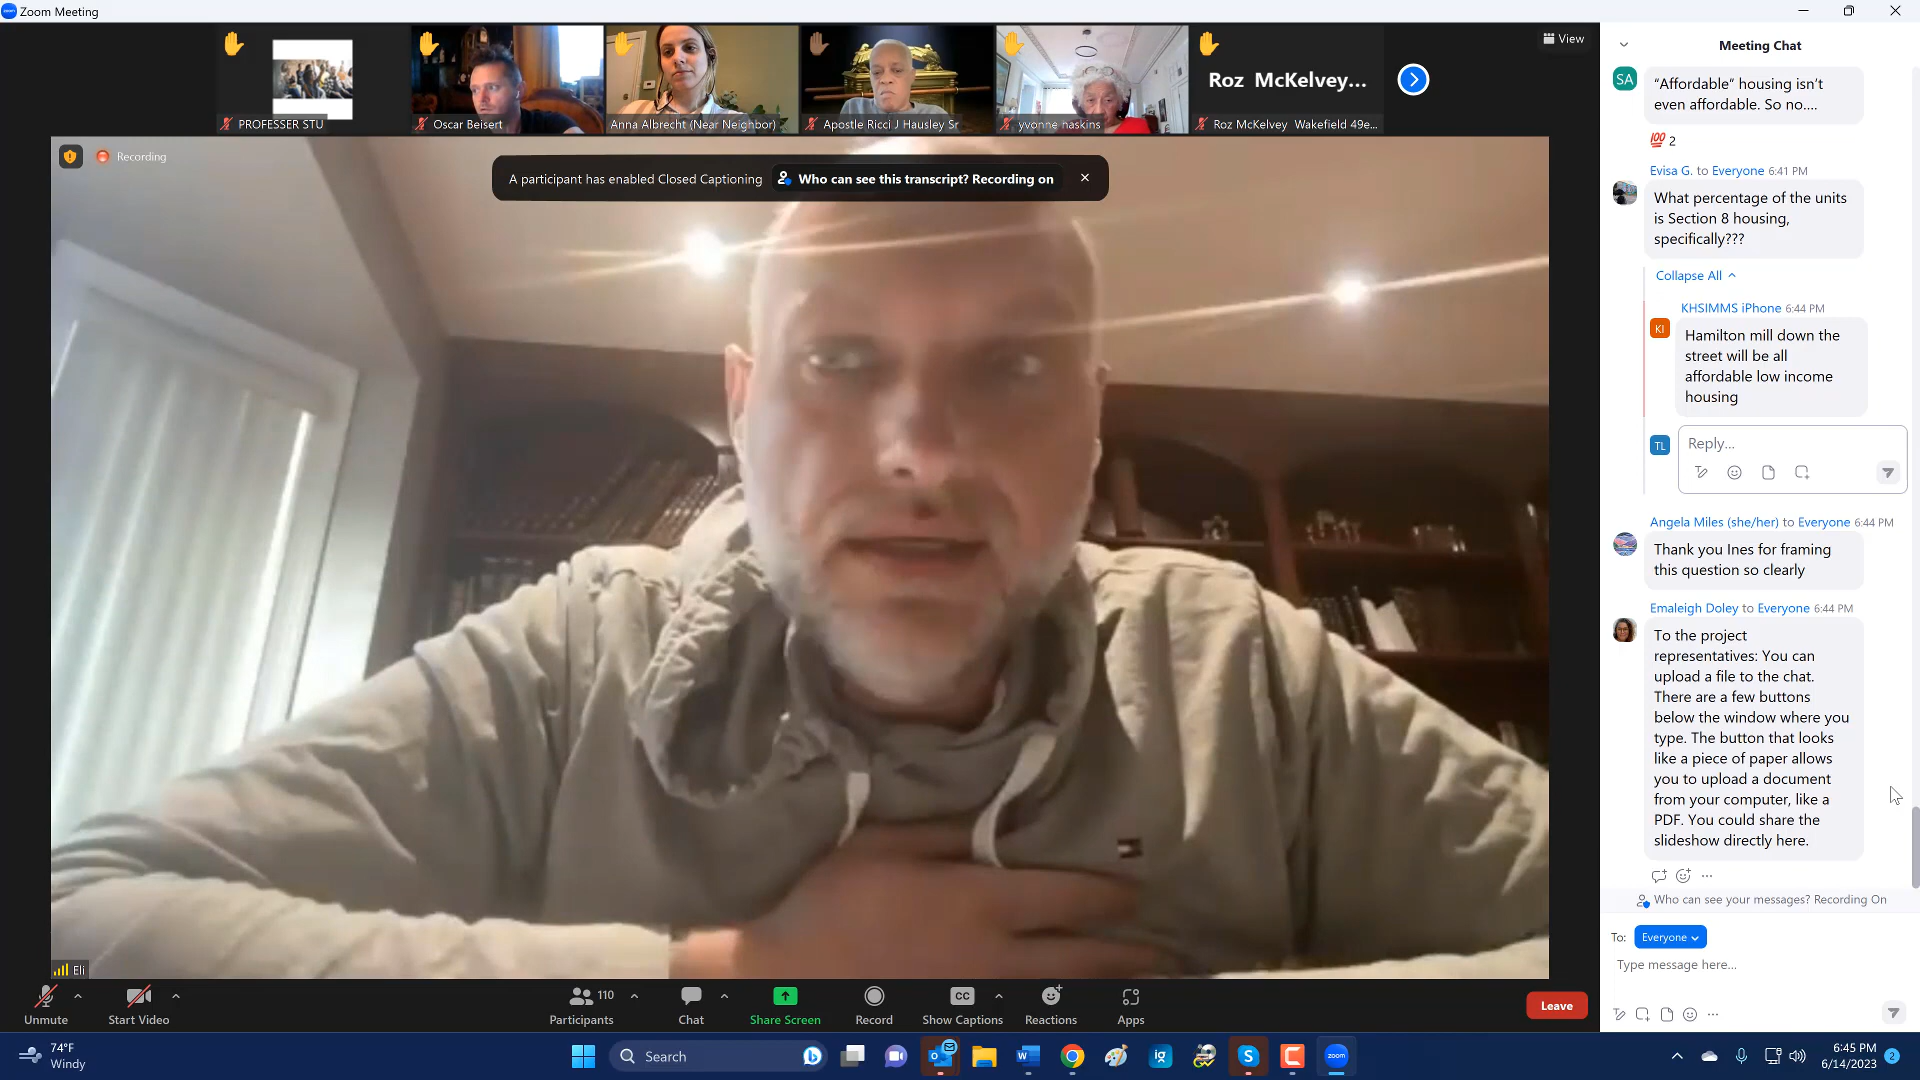 Zoom Meeting
View
PROFESSER STU
Oscar Beisert
Anna Albrecht (Near Neighbor)
Apostle Ricci J Hausley Sr
yvonne haskins
Roz McKelvey...
Roz McKelvey Wakefield 49e...
Recording
A participant has enabled Closed Captioning
Who can see this transcript? Recording on
Eli
Unmute
Start Video
110
Participants
Chat
Share Screen
Record
CC
Show Captions
Reactions
Apps
Leave
Meeting Chat
SA
“Affordable” housing isn’t
even affordable. So no....
💯 2
Evisa G. to Everyone 6:41 PM
What percentage of the units
is Section 8 housing,
specifically???
Collapse All
KHSIMMS iPhone 6:44 PM
KI
Hamilton mill down the
street will be all
affordable low income
housing
TL
Reply...
Angela Miles (she/her) to Everyone 6:44 PM
Thank you Ines for framing
this question so clearly
Emaleigh Doley to Everyone 6:44 PM
To the project
representatives: You can
upload a file to the chat.
There are a few buttons
below the window where you
type. The button that looks
like a piece of paper allows
you to upload a document
from your computer, like a
PDF. You could share the
slideshow directly here.
Who can see your messages? Recording On
To: Everyone
Type message here...
74°F
Windy
Search
zoom
6:45 PM
6/14/2023
2